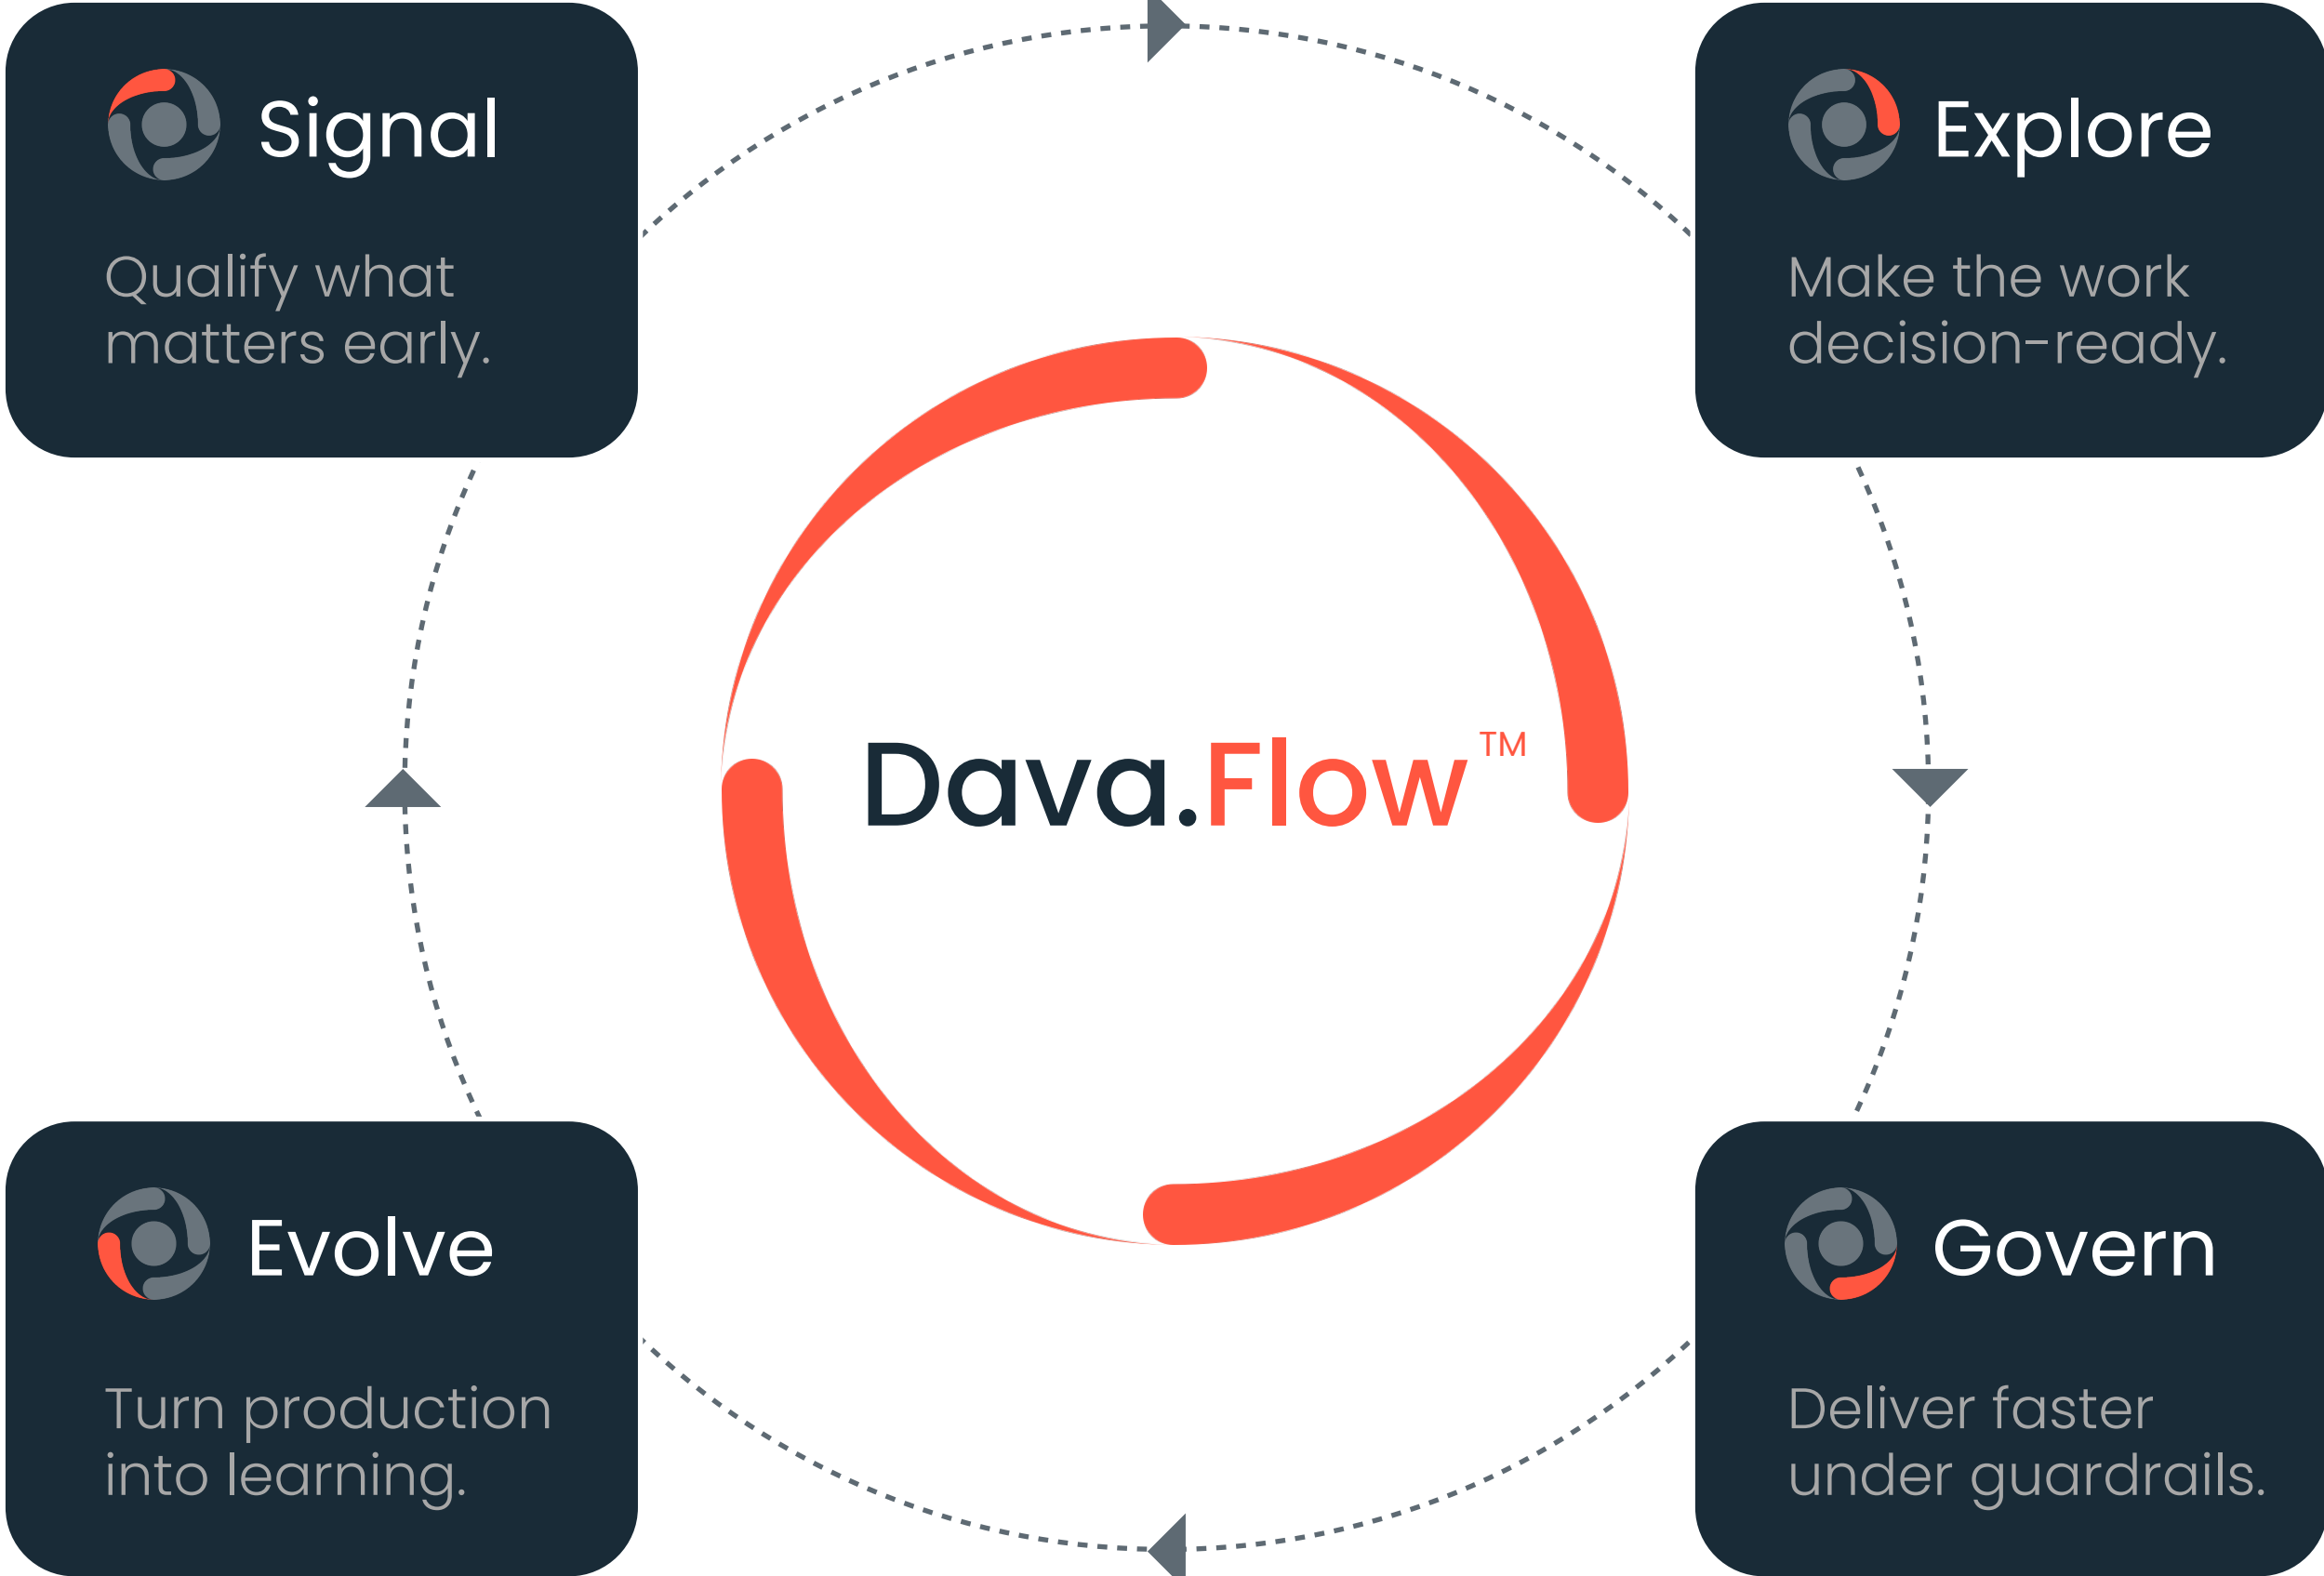 Signal
Qualify what
matters early.
Explore
Make the work
decision-ready.
Dava.Flow™
Evolve
Turn production
into learning.
Govern
Deliver faster
under guardrails.